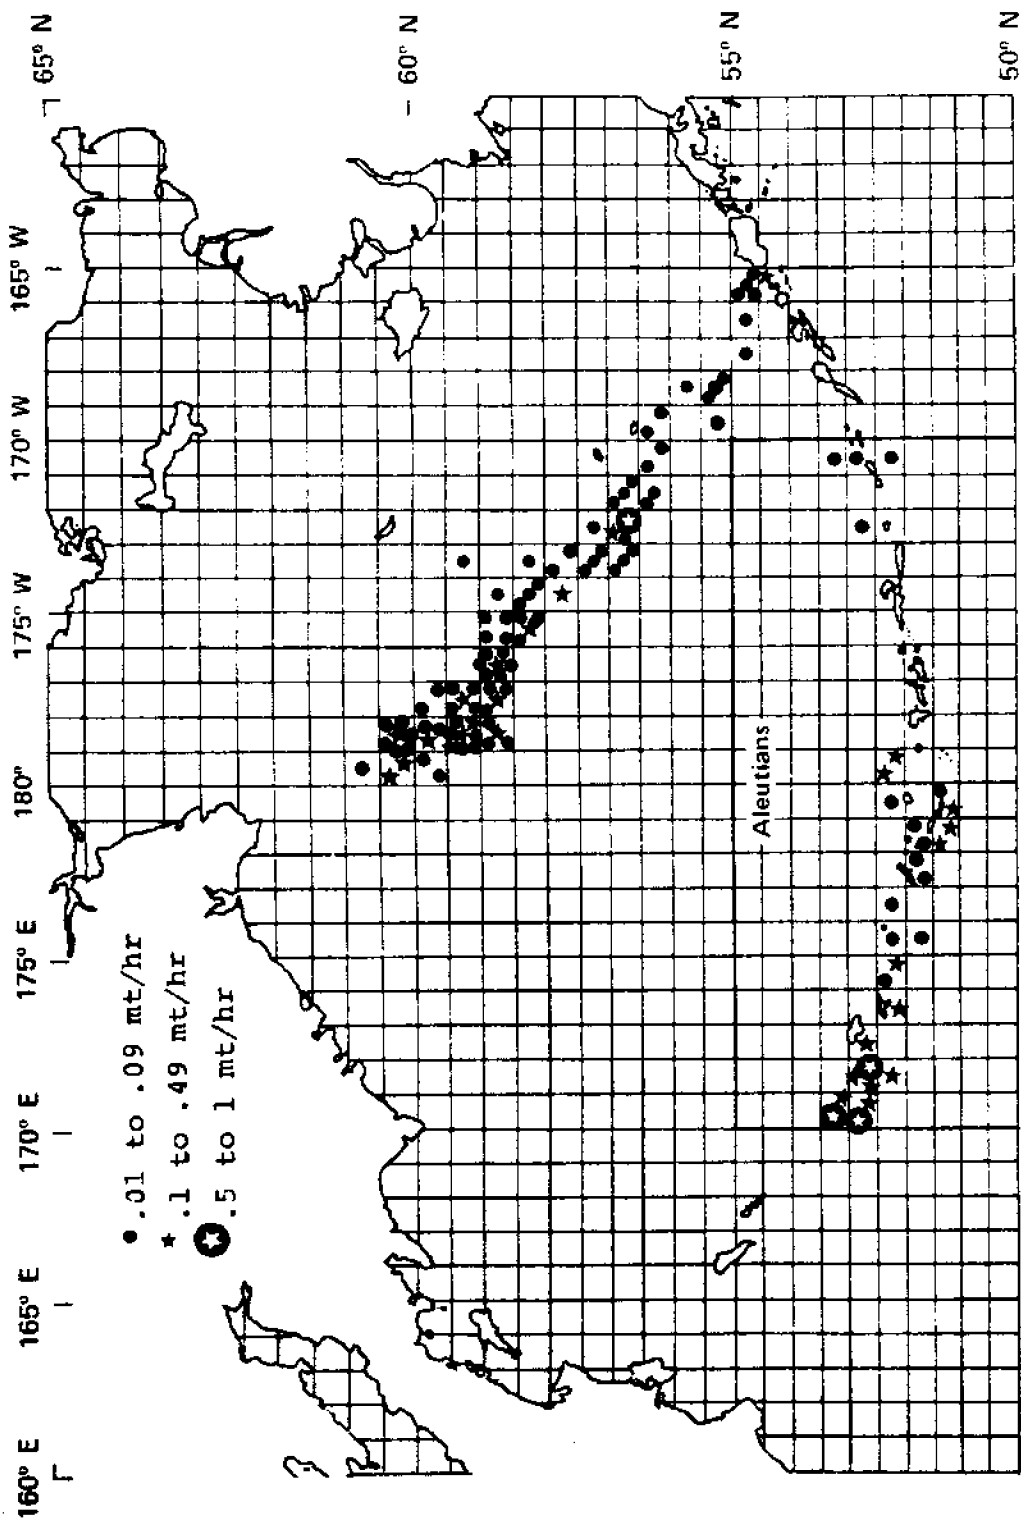 160° E
165° E
170° E
175° E
180°
175° W
170° W
165° W
65° N
60° N
55° N
50° N
.01 to .09 mt/hr
.1 to .49 mt/hr
.5 to 1 mt/hr
Aleutians